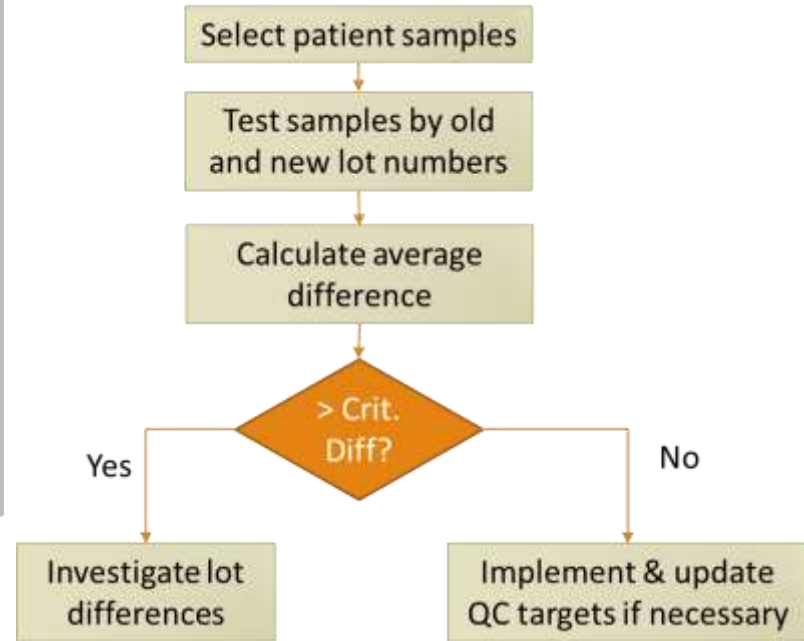 Select patient samples
Test samples by old
and new lot numbers
Calculate average
difference
> Crit.
Diff?
Yes
No
Investigate lot
differences
Implement & update
QC targets if necessary